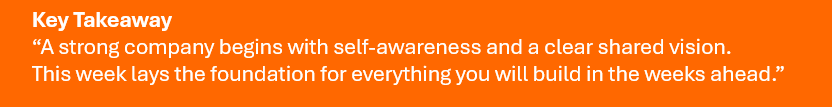 Key Takeaway
“A strong company begins with self-awareness and a clear shared vision.
This week lays the foundation for everything you will build in the weeks ahead.”